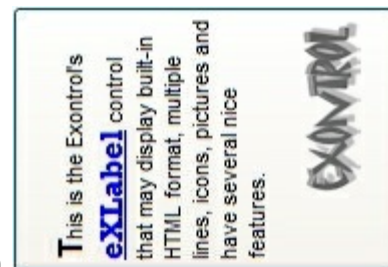 This is the Exontrol's
eXLabel control
that may display built-in
HTML format, multiple
lines, icons, pictures and
have several nice
features.
EXONTROL